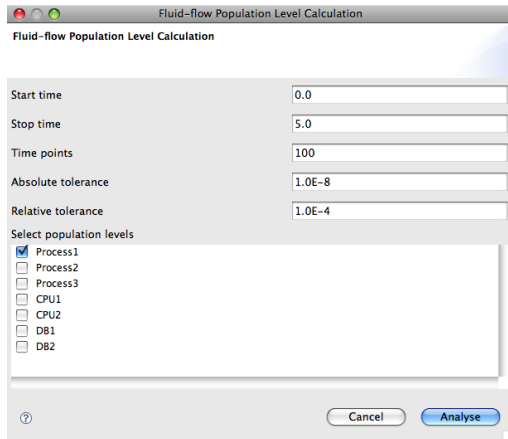 Fluid-flow Population Level Calculation
Fluid-flow Population Level Calculation
Start time 0.0
Stop time 5.0
Time points 100
Absolute tolerance 1.0E-8
Relative tolerance 1.0E-4
Select population levels
Process1
Process2
Process3
CPU1
CPU2
DB1
DB2
? Cancel Analyse